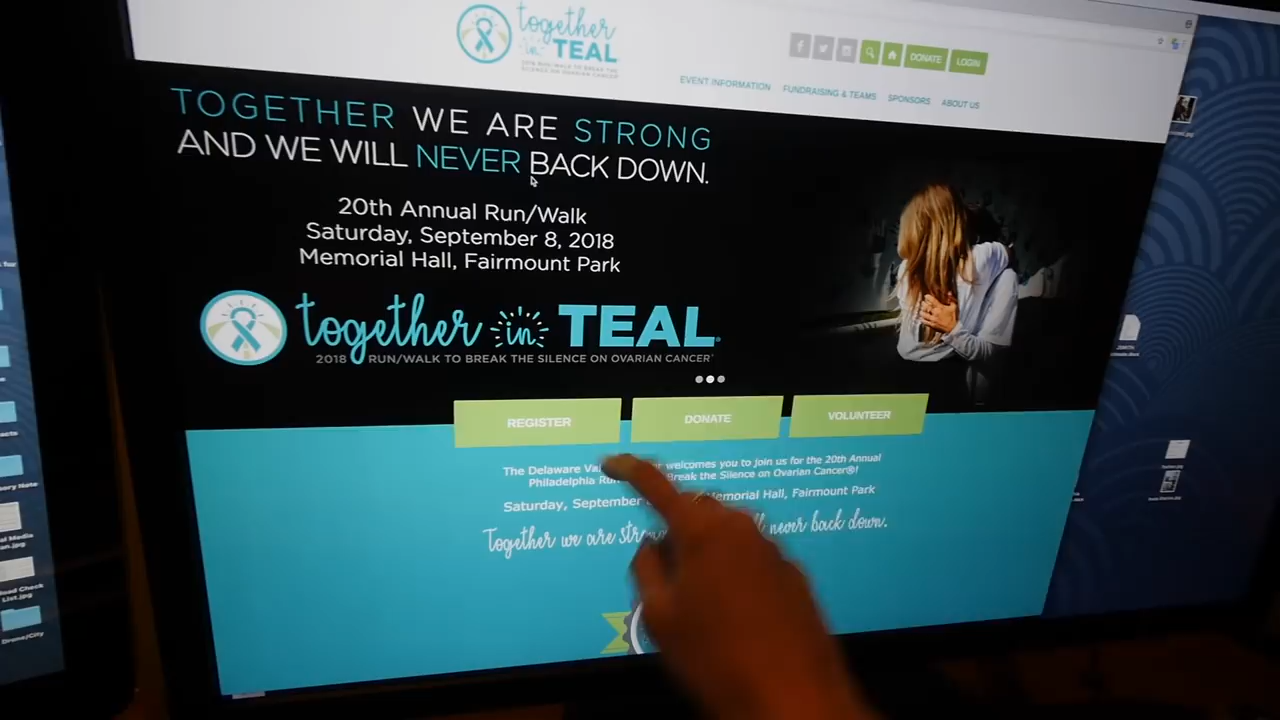 together
in TEAL
2018 RUN/WALK TO BREAK THE
SILENCE ON OVARIAN CANCER
DONATE
LOGIN
EVENT INFORMATION
FUNDRAISING & TEAMS
SPONSORS
ABOUT US
TOGETHER WE ARE STRONG
AND WE WILL NEVER BACK DOWN.
20th Annual Run/Walk
Saturday, September 8, 2018
Memorial Hall, Fairmount Park
together in TEAL
2018 RUN/WALK TO BREAK THE SILENCE ON OVARIAN CANCER
REGISTER
DONATE
VOLUNTEER
The Delaware welcomes you to join us for the 20th Annual
Philadelphia Break the Silence on Ovarian Cancer®!
Saturday, September Memorial Hall, Fairmount Park
Together we are never back down.
Drone/City